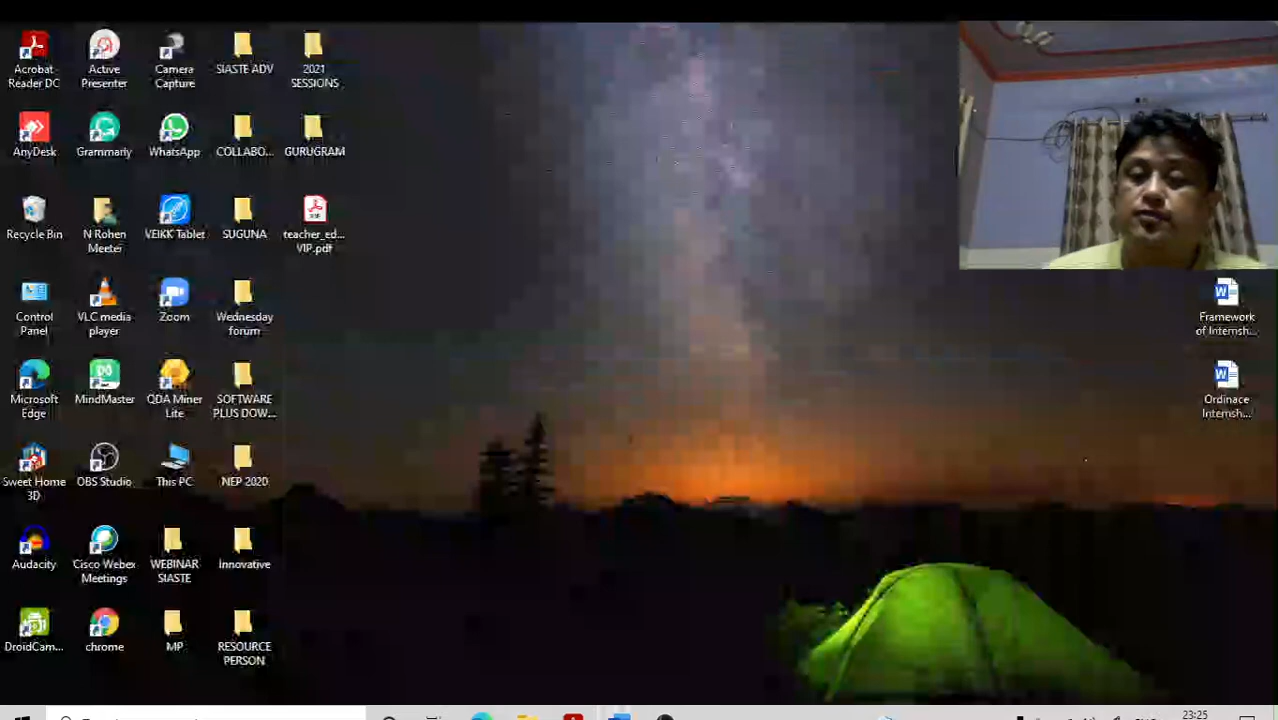 Acrobat
Reader DC
Active
Presenter
Camera
Capture
SIASTE ADV
2021
SESSIONS
AnyDesk
Grammarly
WhatsApp
COLLABO...
GURUGRAM
Recycle Bin
N Rohen
Meeter
VEIKK Tablet
SUGUNA
teacher_ed...
VIP.pdf
Control
Panel
VLC media
player
Zoom
Wednesday
forum
Framework
of Internsh...
Microsoft
Edge
MindMaster
QDA Miner
Lite
SOFTWARE
PLUS DOW...
Ordinace
Internsh...
Sweet Home
3D
OBS Studio
This PC
NEP 2020
Audacity
Cisco Webex
Meetings
WEBINAR
SIASTE
Innovative
DroidCam...
chrome
MP
RESOURCE
PERSON
23:25